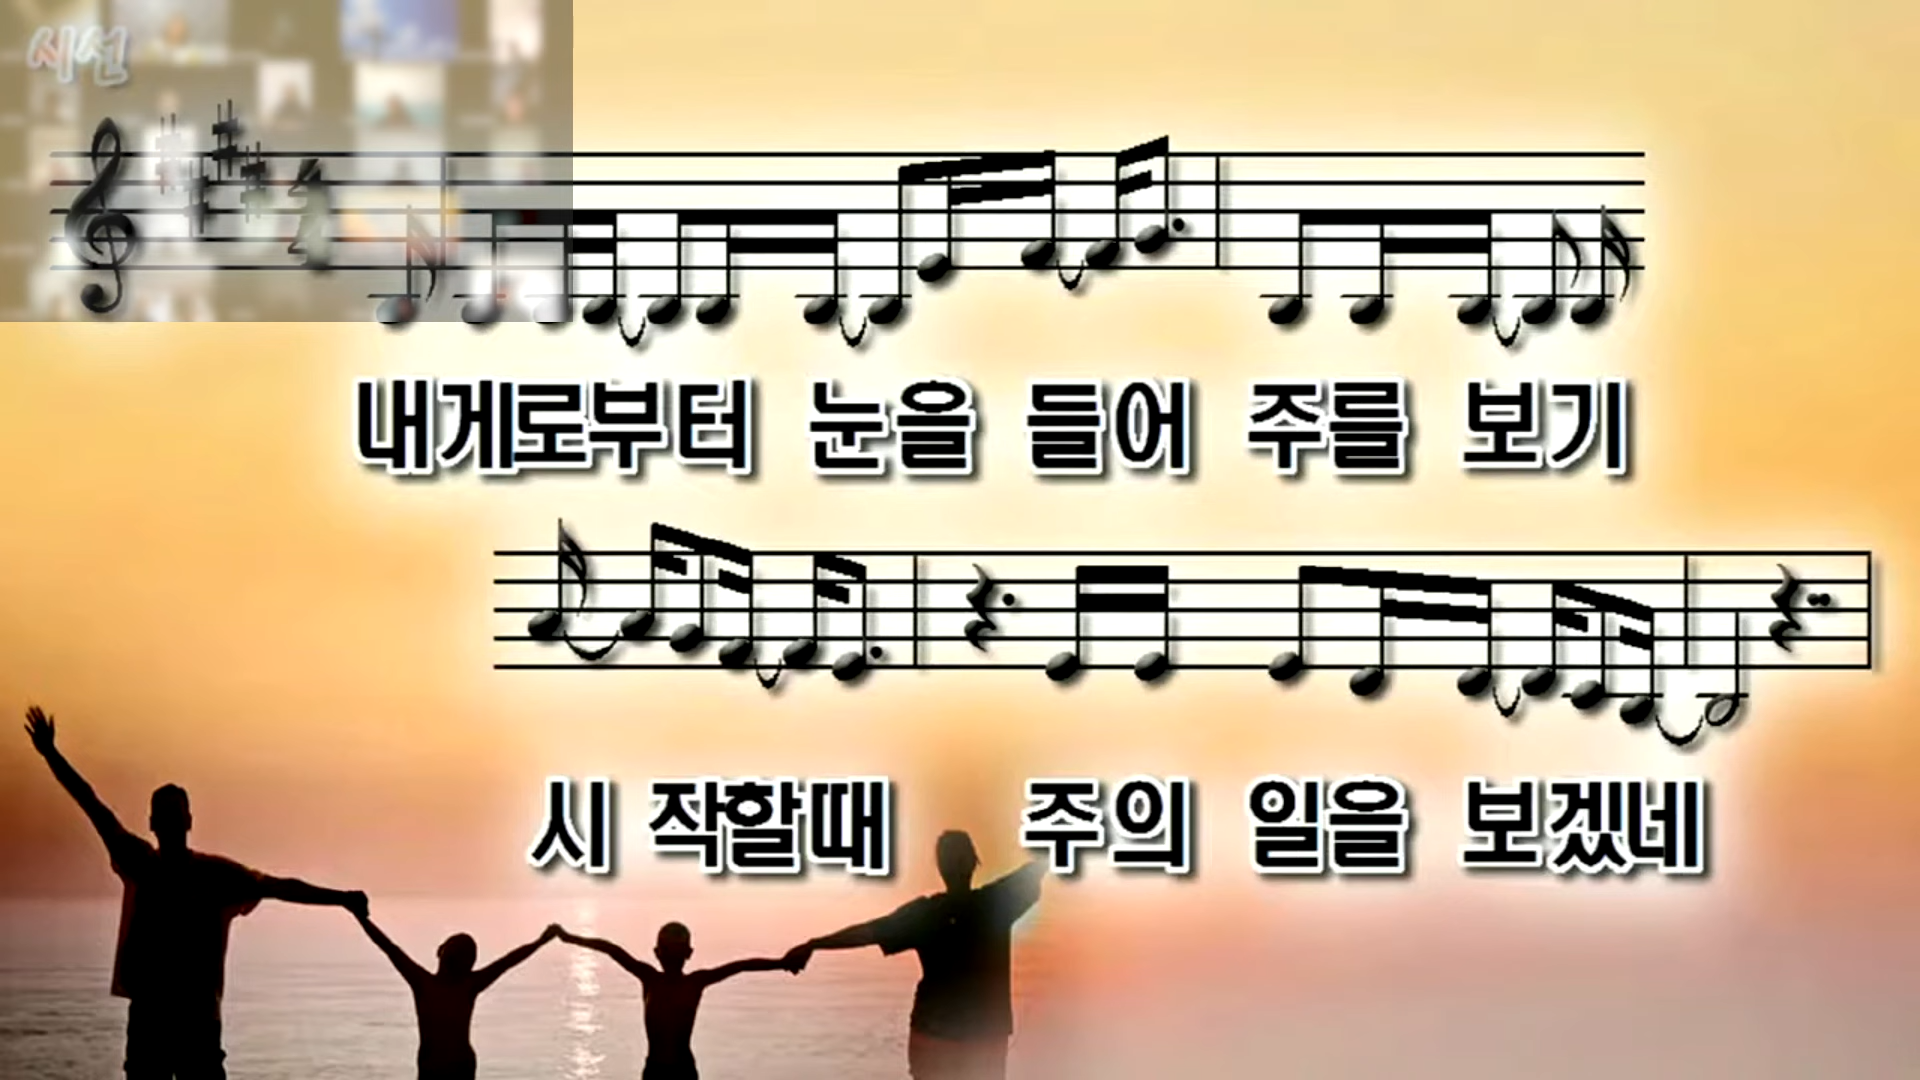 시선
내게로부터 눈을 들어 주를 보기
시 작할때 주의 일을 보겠네